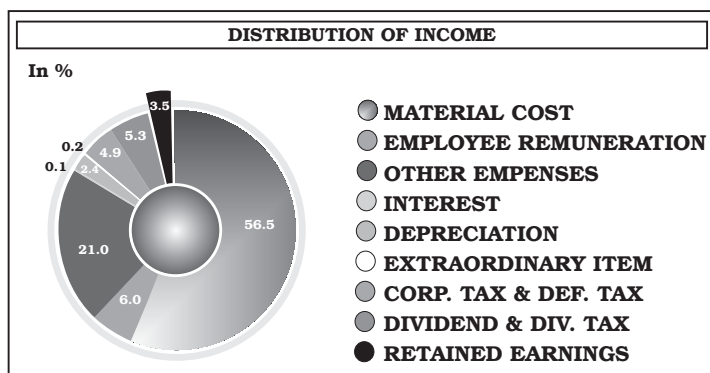 DISTRIBUTION OF INCOME
In %
3.5
5.3
4.9
0.2
0.1
2.4
56.5
21.0
6.0
MATERIAL COST
EMPLOYEE REMUNERATION
OTHER EMPENSES
INTEREST
DEPRECIATION
EXTRAORDINARY ITEM
CORP. TAX & DEF. TAX
DIVIDEND & DIV. TAX
RETAINED EARNINGS